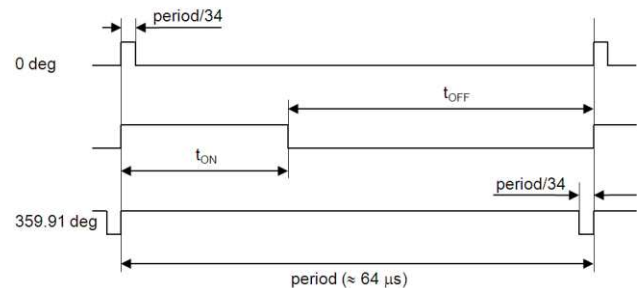 period/34
0 deg
tOFF
tON
period/34
359.91 deg
period (≈ 64 μs)